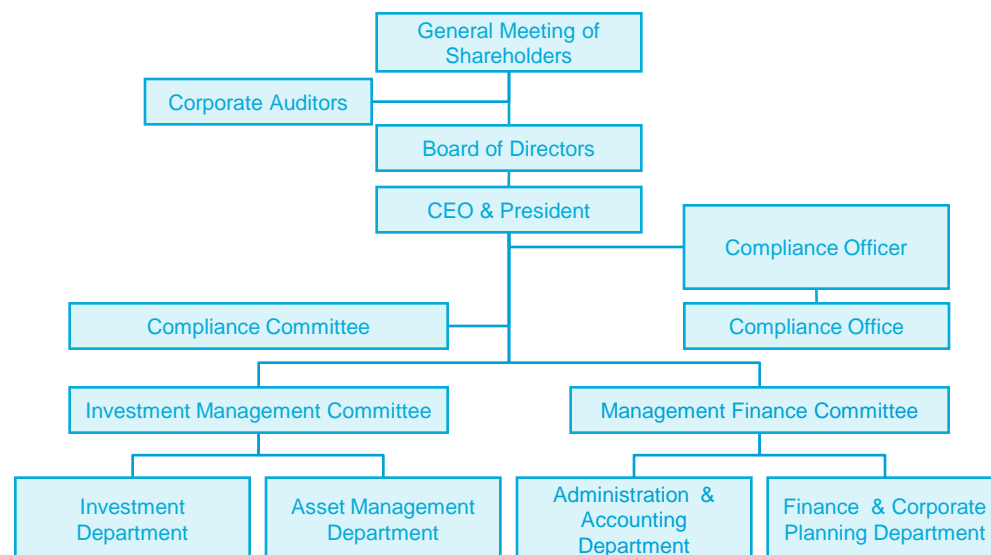 General Meeting of
Shareholders
Corporate Auditors
Board of Directors
CEO & President
Compliance Officer
Compliance Committee
Compliance Office
Investment Management Committee
Management Finance Committee
Investment
Department
Asset Management
Department
Administration &
Accounting
Department
Finance & Corporate
Planning Department